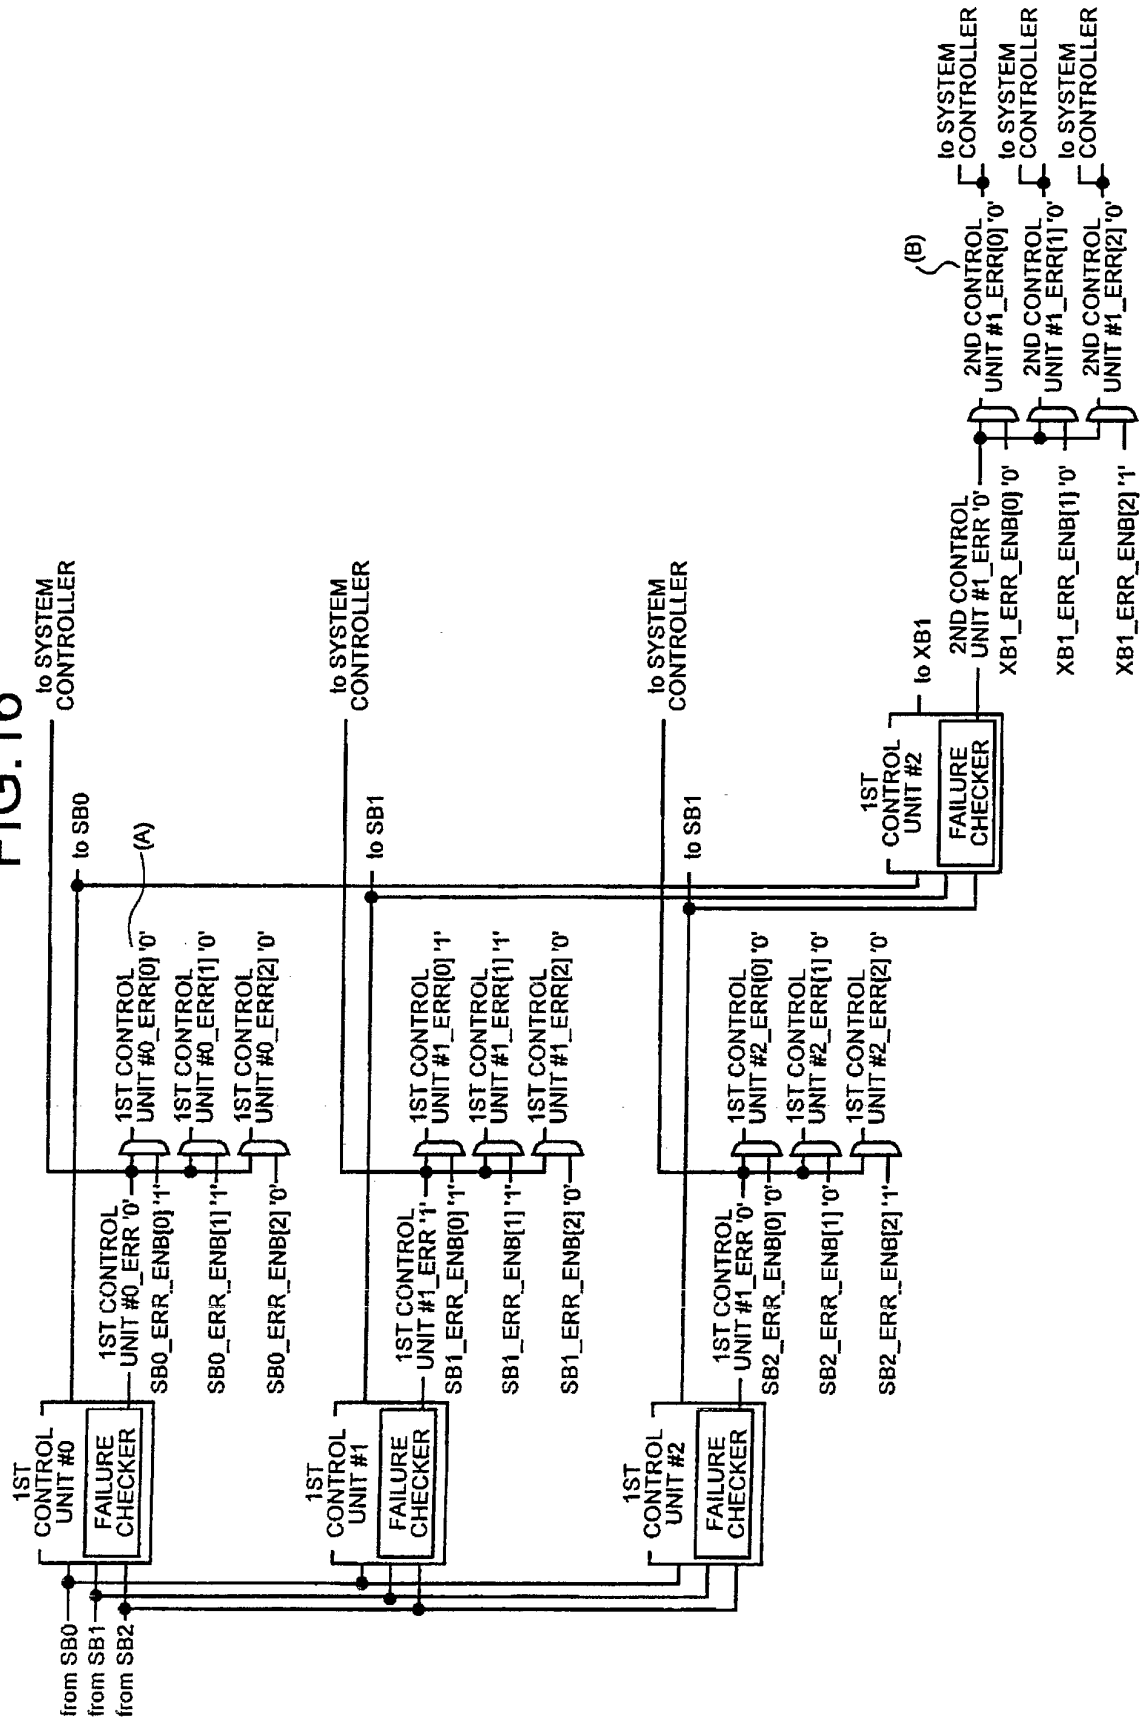 FIG.16
1ST
CONTROL
UNIT #0
FAILURE
CHECKER
from SB0
from SB1
from SB2
1ST CONTROL
UNIT #0_ERR '0'
SB0_ERR_ENB[0] '1'
SB0_ERR_ENB[1] '1'
SB0_ERR_ENB[2] '0'
1ST CONTROL
UNIT #0_ERR[0] '0'
1ST CONTROL
UNIT #0_ERR[1] '0'
1ST CONTROL
UNIT #0_ERR[2] '0'
(A)
to SB0
to SYSTEM
CONTROLLER
1ST
CONTROL
UNIT #1
FAILURE
CHECKER
1ST CONTROL
UNIT #1_ERR '1'
SB1_ERR_ENB[0] '1'
SB1_ERR_ENB[1] '1'
SB1_ERR_ENB[2] '0'
1ST CONTROL
UNIT #1_ERR[0] '1'
1ST CONTROL
UNIT #1_ERR[1] '1'
1ST CONTROL
UNIT #1_ERR[2] '0'
to SB1
to SYSTEM
CONTROLLER
1ST
CONTROL
UNIT #2
FAILURE
CHECKER
1ST CONTROL
UNIT #1_ERR '0'
SB2_ERR_ENB[0] '0'
SB2_ERR_ENB[1] '0'
SB2_ERR_ENB[2] '1'
1ST CONTROL
UNIT #2_ERR[0] '0'
1ST CONTROL
UNIT #2_ERR[1] '0'
1ST CONTROL
UNIT #2_ERR[2] '0'
to SB1
to SYSTEM
CONTROLLER
1ST
CONTROL
UNIT #2
FAILURE
CHECKER
to XB1
2ND CONTROL
UNIT #1_ERR '0'
XB1_ERR_ENB[0] '0'
XB1_ERR_ENB[1] '0'
XB1_ERR_ENB[2] '1'
(B)
2ND CONTROL
UNIT #1_ERR[0] '0'
2ND CONTROL
UNIT #1_ERR[1] '0'
2ND CONTROL
UNIT #1_ERR[2] '0'
to SYSTEM
CONTROLLER
to SYSTEM
CONTROLLER
to SYSTEM
CONTROLLER